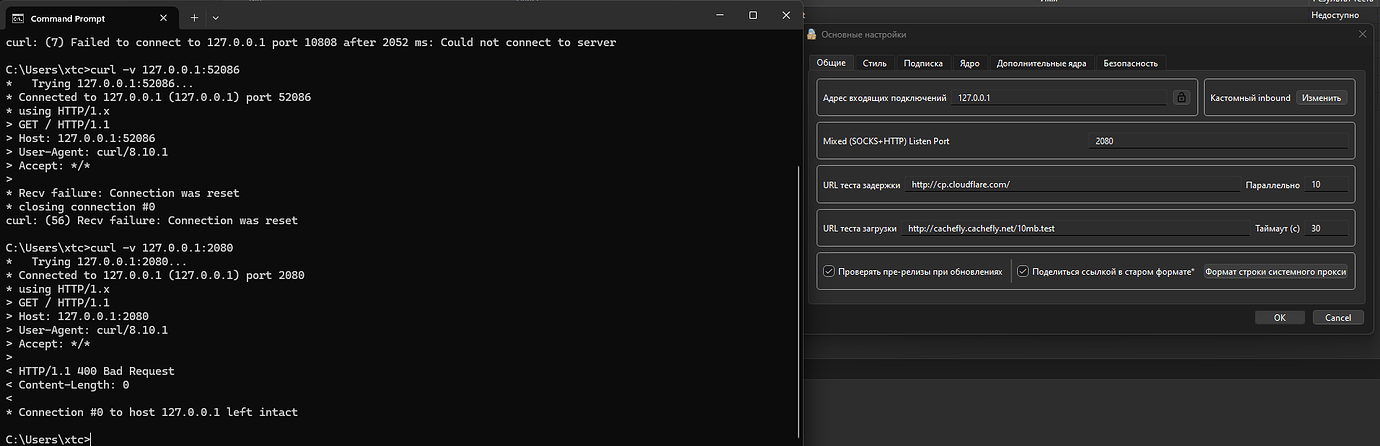 Command Prompt
curl: (7) Failed to connect to 127.0.0.1 port 10808 after 2052 ms: Could not connect to server
C:\Users\xtc>curl -v 127.0.0.1:52086
*   Trying 127.0.0.1:52086...
* Connected to 127.0.0.1 (127.0.0.1) port 52086
* using HTTP/1.x
> GET / HTTP/1.1
> Host: 127.0.0.1:52086
> User-Agent: curl/8.10.1
> Accept: */*
>
* Recv failure: Connection was reset
* closing connection #0
curl: (56) Recv failure: Connection was reset
C:\Users\xtc>curl -v 127.0.0.1:2080
*   Trying 127.0.0.1:2080...
* Connected to 127.0.0.1 (127.0.0.1) port 2080
* using HTTP/1.x
> GET / HTTP/1.1
> Host: 127.0.0.1:2080
> User-Agent: curl/8.10.1
> Accept: */*
>
< HTTP/1.1 400 Bad Request
< Content-Length: 0
<
* Connection #0 to host 127.0.0.1 left intact
C:\Users\xtc>
Недоступно
Основные настройки
Общие Стиль Подписка Ядро Дополнительные ядра Безопасность
Адрес входящих подключений 127.0.0.1 Кастомный inbound Изменить
Mixed (SOCKS+HTTP) Listen Port 2080
URL теста задержки http://cp.cloudflare.com/ Параллельно 10
URL теста загрузки http://cachefly.cachefly.net/10mb.test Таймаут (с) 30
Проверять пре-релизы при обновлениях Поделиться ссылкой в старом формате* Формат строки системного прокси
OK Cancel